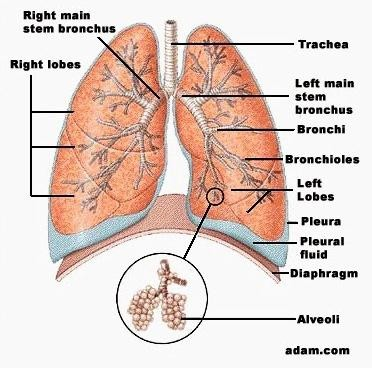 Right main
stem bronchus
Right lobes
Trachea
Left main
stem
bronchus
Bronchi
Bronchioles
Left
Lobes
Pleura
Pleural
fluid
Diaphragm
Alveoli
adam.com